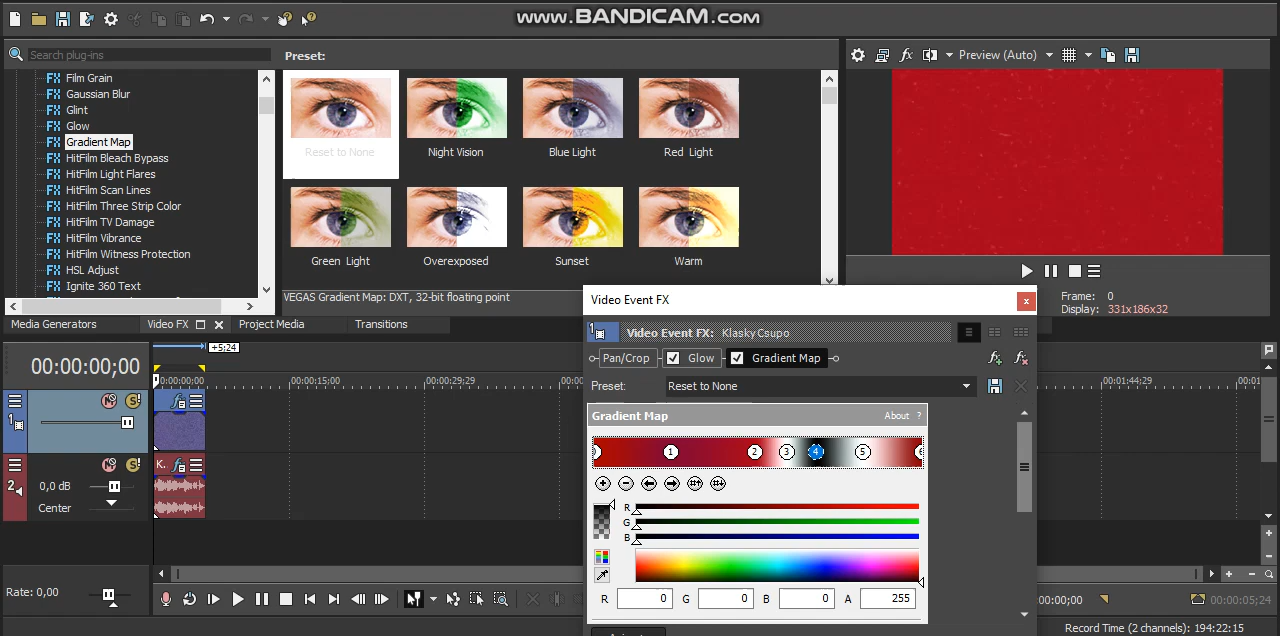 www.BANDICAM.com
Search plug-ins
Preset:
Preview (Auto)
Film Grain
Gaussian Blur
Glint
Glow
Gradient Map
HitFilm Bleach Bypass
HitFilm Light Flares
HitFilm Scan Lines
HitFilm Three Strip Color
HitFilm TV Damage
HitFilm Vibrance
HitFilm Witness Protection
HSL Adjust
Ignite 360 Text
Reset to None
Night Vision
Blue Light
Red Light
Green Light
Overexposed
Sunset
Warm
VEGAS Gradient Map: DXT, 32-bit floating point
Frame: 0
Display: 331x186x32
Media Generators
Video FX
Project Media
Transitions
Video Event FX
Video Event FX: Klasky Csupo
Pan/Crop
Glow
Gradient Map
Preset:
Reset to None
Gradient Map
About ?
1
2
3
4
5
R
G
B
R 0 G 0 B 0 A 255
+5;24
00:00:00;00
00:00:00;00
00:00:15;00
00:00:29;29
00:01:44;29
1
K.
2
0,0 dB
Center
Rate: 0,00
00:00:05;24
Record Time (2 channels): 194:22:15